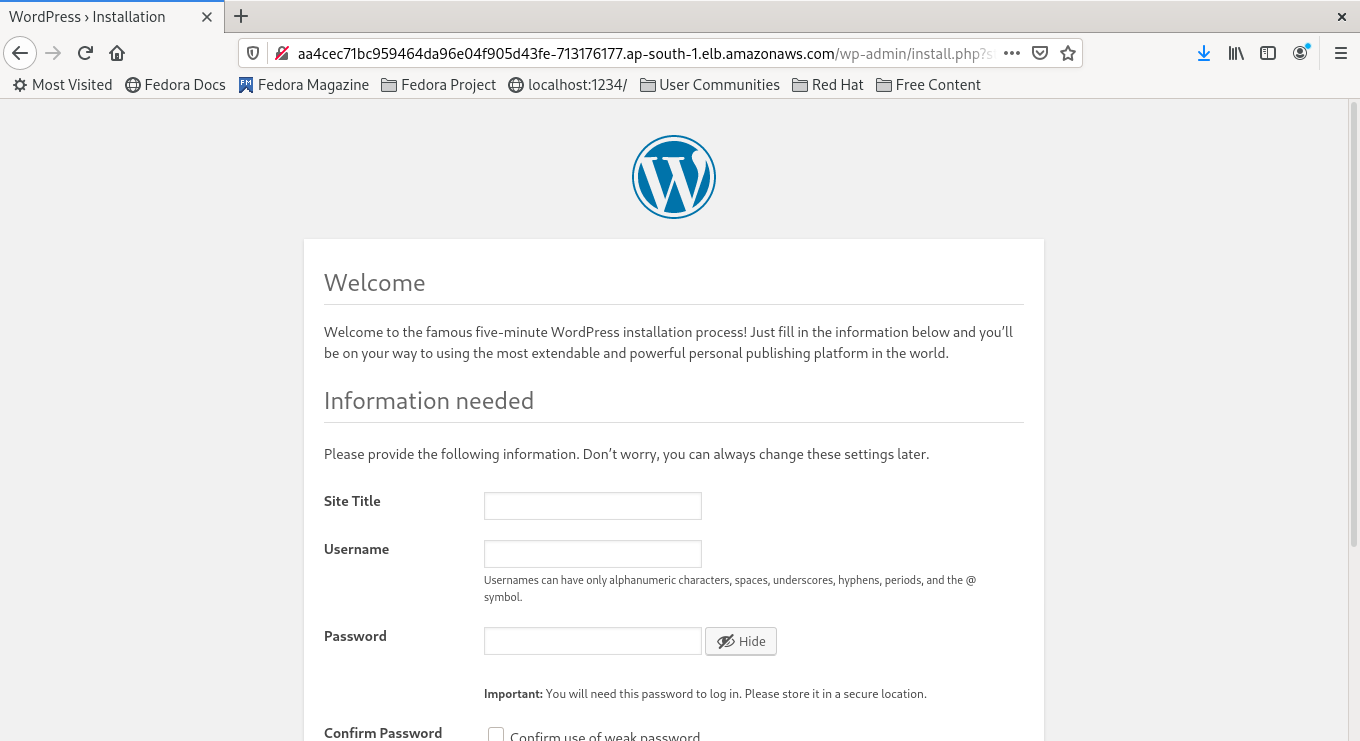 WordPress › Installation
aa4cec71bc959464da96e04f905d43fe-713176177.ap-south-1.elb.amazonaws.com/wp-admin/install.php?s
Most Visited Fedora Docs Fedora Magazine Fedora Project localhost:1234/ User Communities Red Hat Free Content
Welcome
Welcome to the famous five-minute WordPress installation process! Just fill in the information below and you’ll
be on your way to using the most extendable and powerful personal publishing platform in the world.
Information needed
Please provide the following information. Don’t worry, you can always change these settings later.
Site Title
Username
Usernames can have only alphanumeric characters, spaces, underscores, hyphens, periods, and the @
symbol.
Password Hide
Important: You will need this password to log in. Please store it in a secure location.
Confirm Password Confirm use of weak password